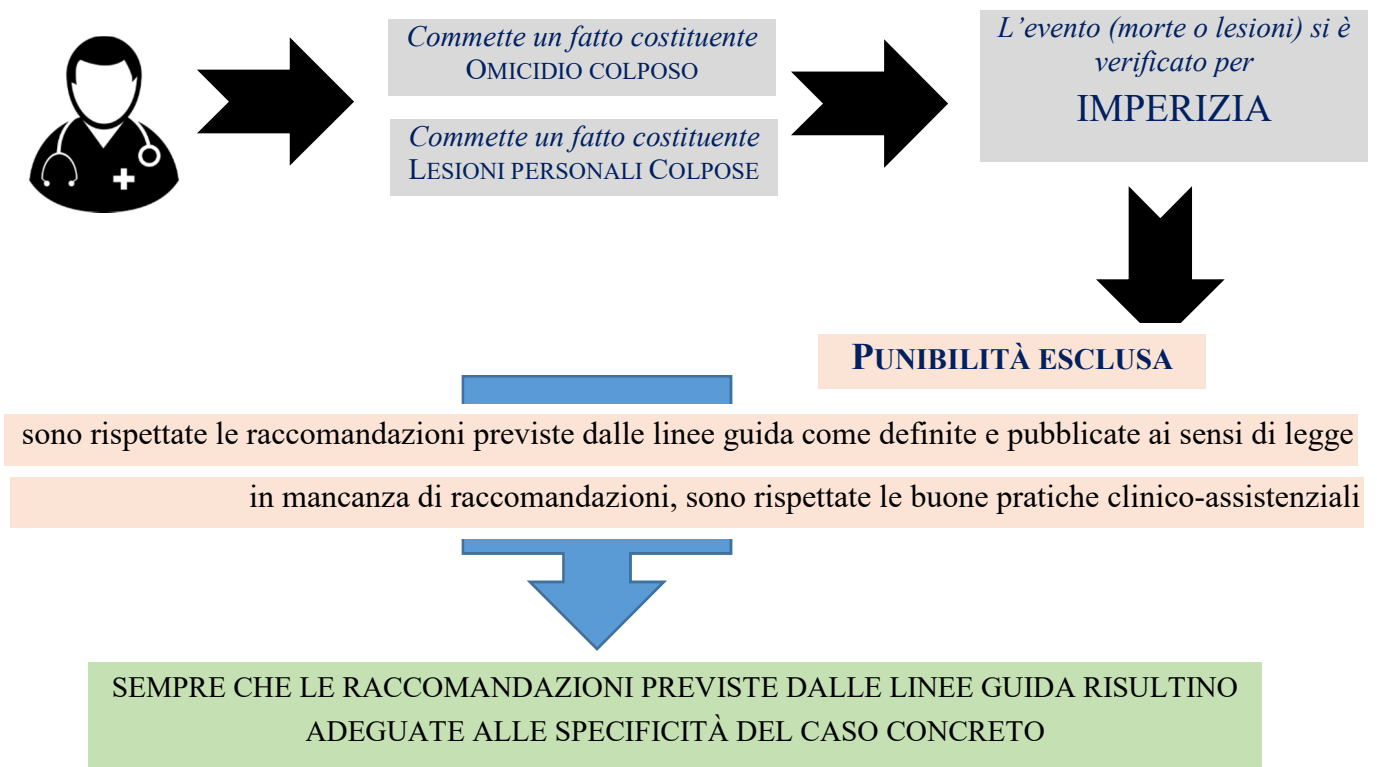 Commette un fatto costituente
OMICIDIO COLPOSO
Commette un fatto costituente
LESIONI PERSONALI COLPOSE
L’evento (morte o lesioni) si è
verificato per
IMPERIZIA
PUNIBILITÀ ESCLUSA
sono rispettate le raccomandazioni previste dalle linee guida come definite e pubblicate ai sensi di legge
in mancanza di raccomandazioni, sono rispettate le buone pratiche clinico-assistenziali
SEMPRE CHE LE RACCOMANDAZIONI PREVISTE DALLE LINEE GUIDA RISULTINO
ADEGUATE ALLE SPECIFICITÀ DEL CASO CONCRETO